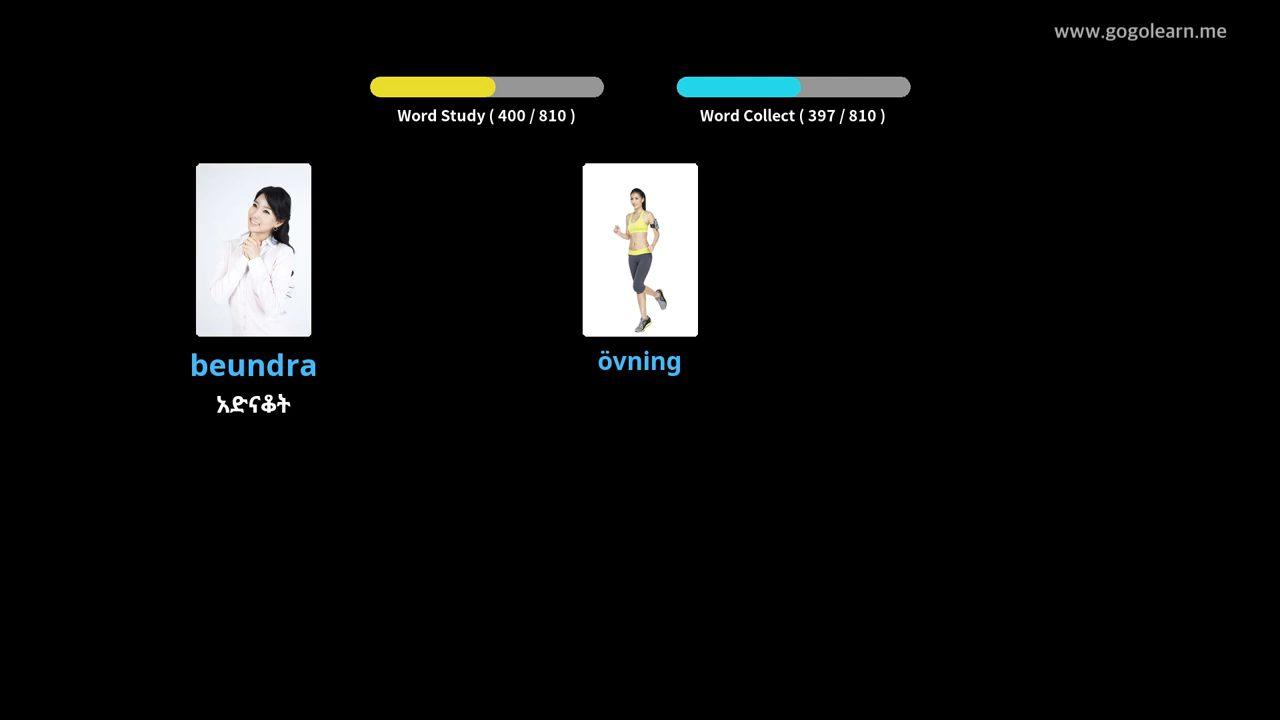 www.gogolearn.me
Word Study ( 400 / 810 )
Word Collect ( 397 / 810 )
beundra
አድናቆት
övning